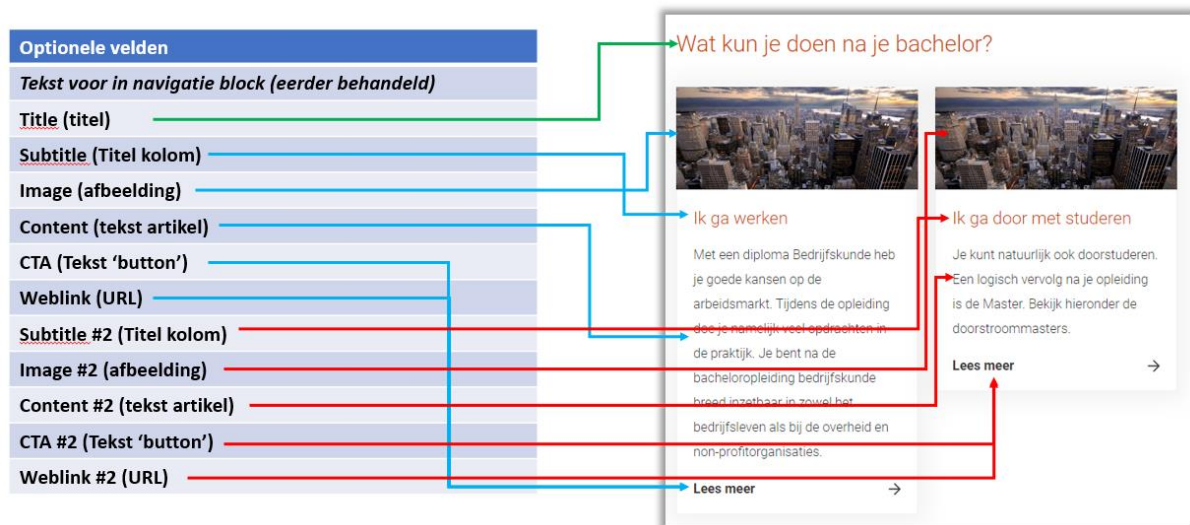 Optionele velden
Tekst voor in navigatie block (eerder behandeld)
Title (titel)
Subtitle (Titel kolom)
Image (afbeelding)
Content (tekst artikel)
CTA (Tekst ‘button’)
Weblink (URL)
Subtitle #2 (Titel kolom)
Image #2 (afbeelding)
Content #2 (tekst artikel)
CTA #2 (Tekst ‘button’)
Weblink #2 (URL)
Wat kun je doen na je bachelor?
Ik ga werken
Met een diploma Bedrijfskunde heb
je goede kansen op de
arbeidsmarkt. Tijdens de opleiding
doe je namelijk veel opdrachten in
de praktijk. Je bent na de
bacheloropleiding bedrijfskunde
breed inzetbaar in zowel het
bedrijfsleven als bij de overheid en
non-profitorganisaties.
Lees meer
Ik ga door met studeren
Je kunt natuurlijk ook doorstuderen.
Een logisch vervolg na je opleiding
is de Master. Bekijk hieronder de
doorstroommasters.
Lees meer